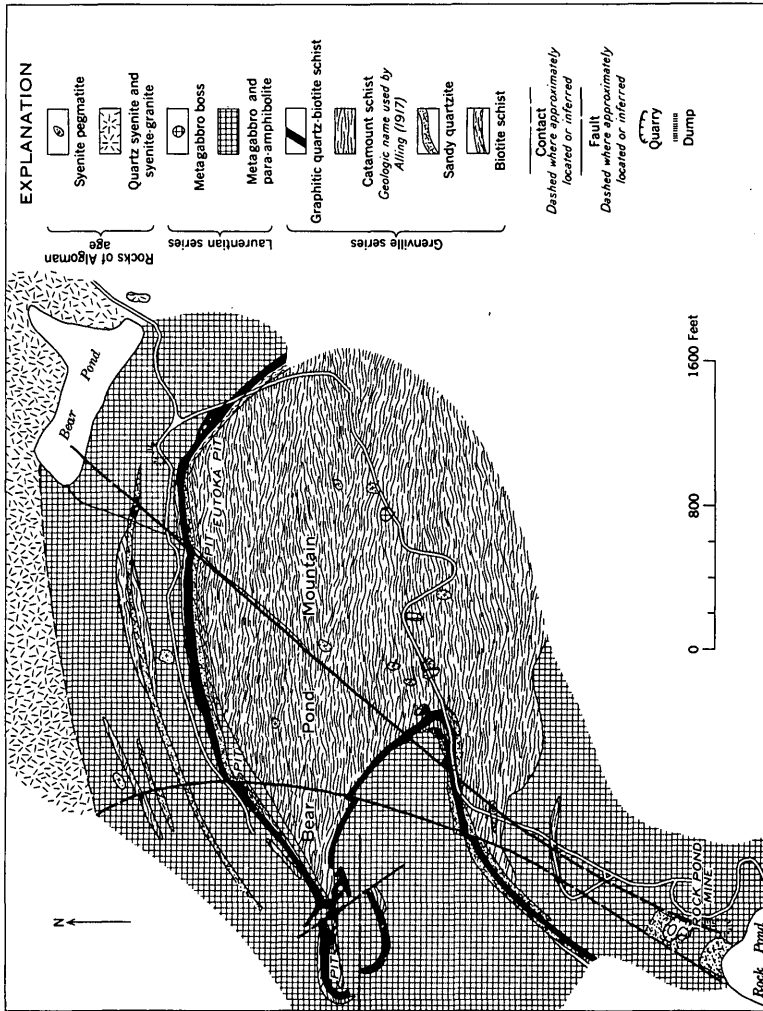 EXPLANATION
Syenite pegmatite
Quartz syenite and
syenite-granite
Rocks of Algoman
age
Metagabbro boss
Metagabbro and
para-amphibolite
Laurentian series
Graphitic quartz-biotite schist
Catamount schist
Geologic name used by
Alling (1917)
Sandy quartzite
Biotite schist
Grenville series
Contact
Dashed where approximately
located or inferred
Fault
Dashed where approximately
located or inferred
Quarry
Dump
N
Bear Pond
PIT
EUTOKA PIT
PIT
PIT
Bear Pond Mountain
ROCK POND
MINE
Rock Pond
0 800 1600 Feet